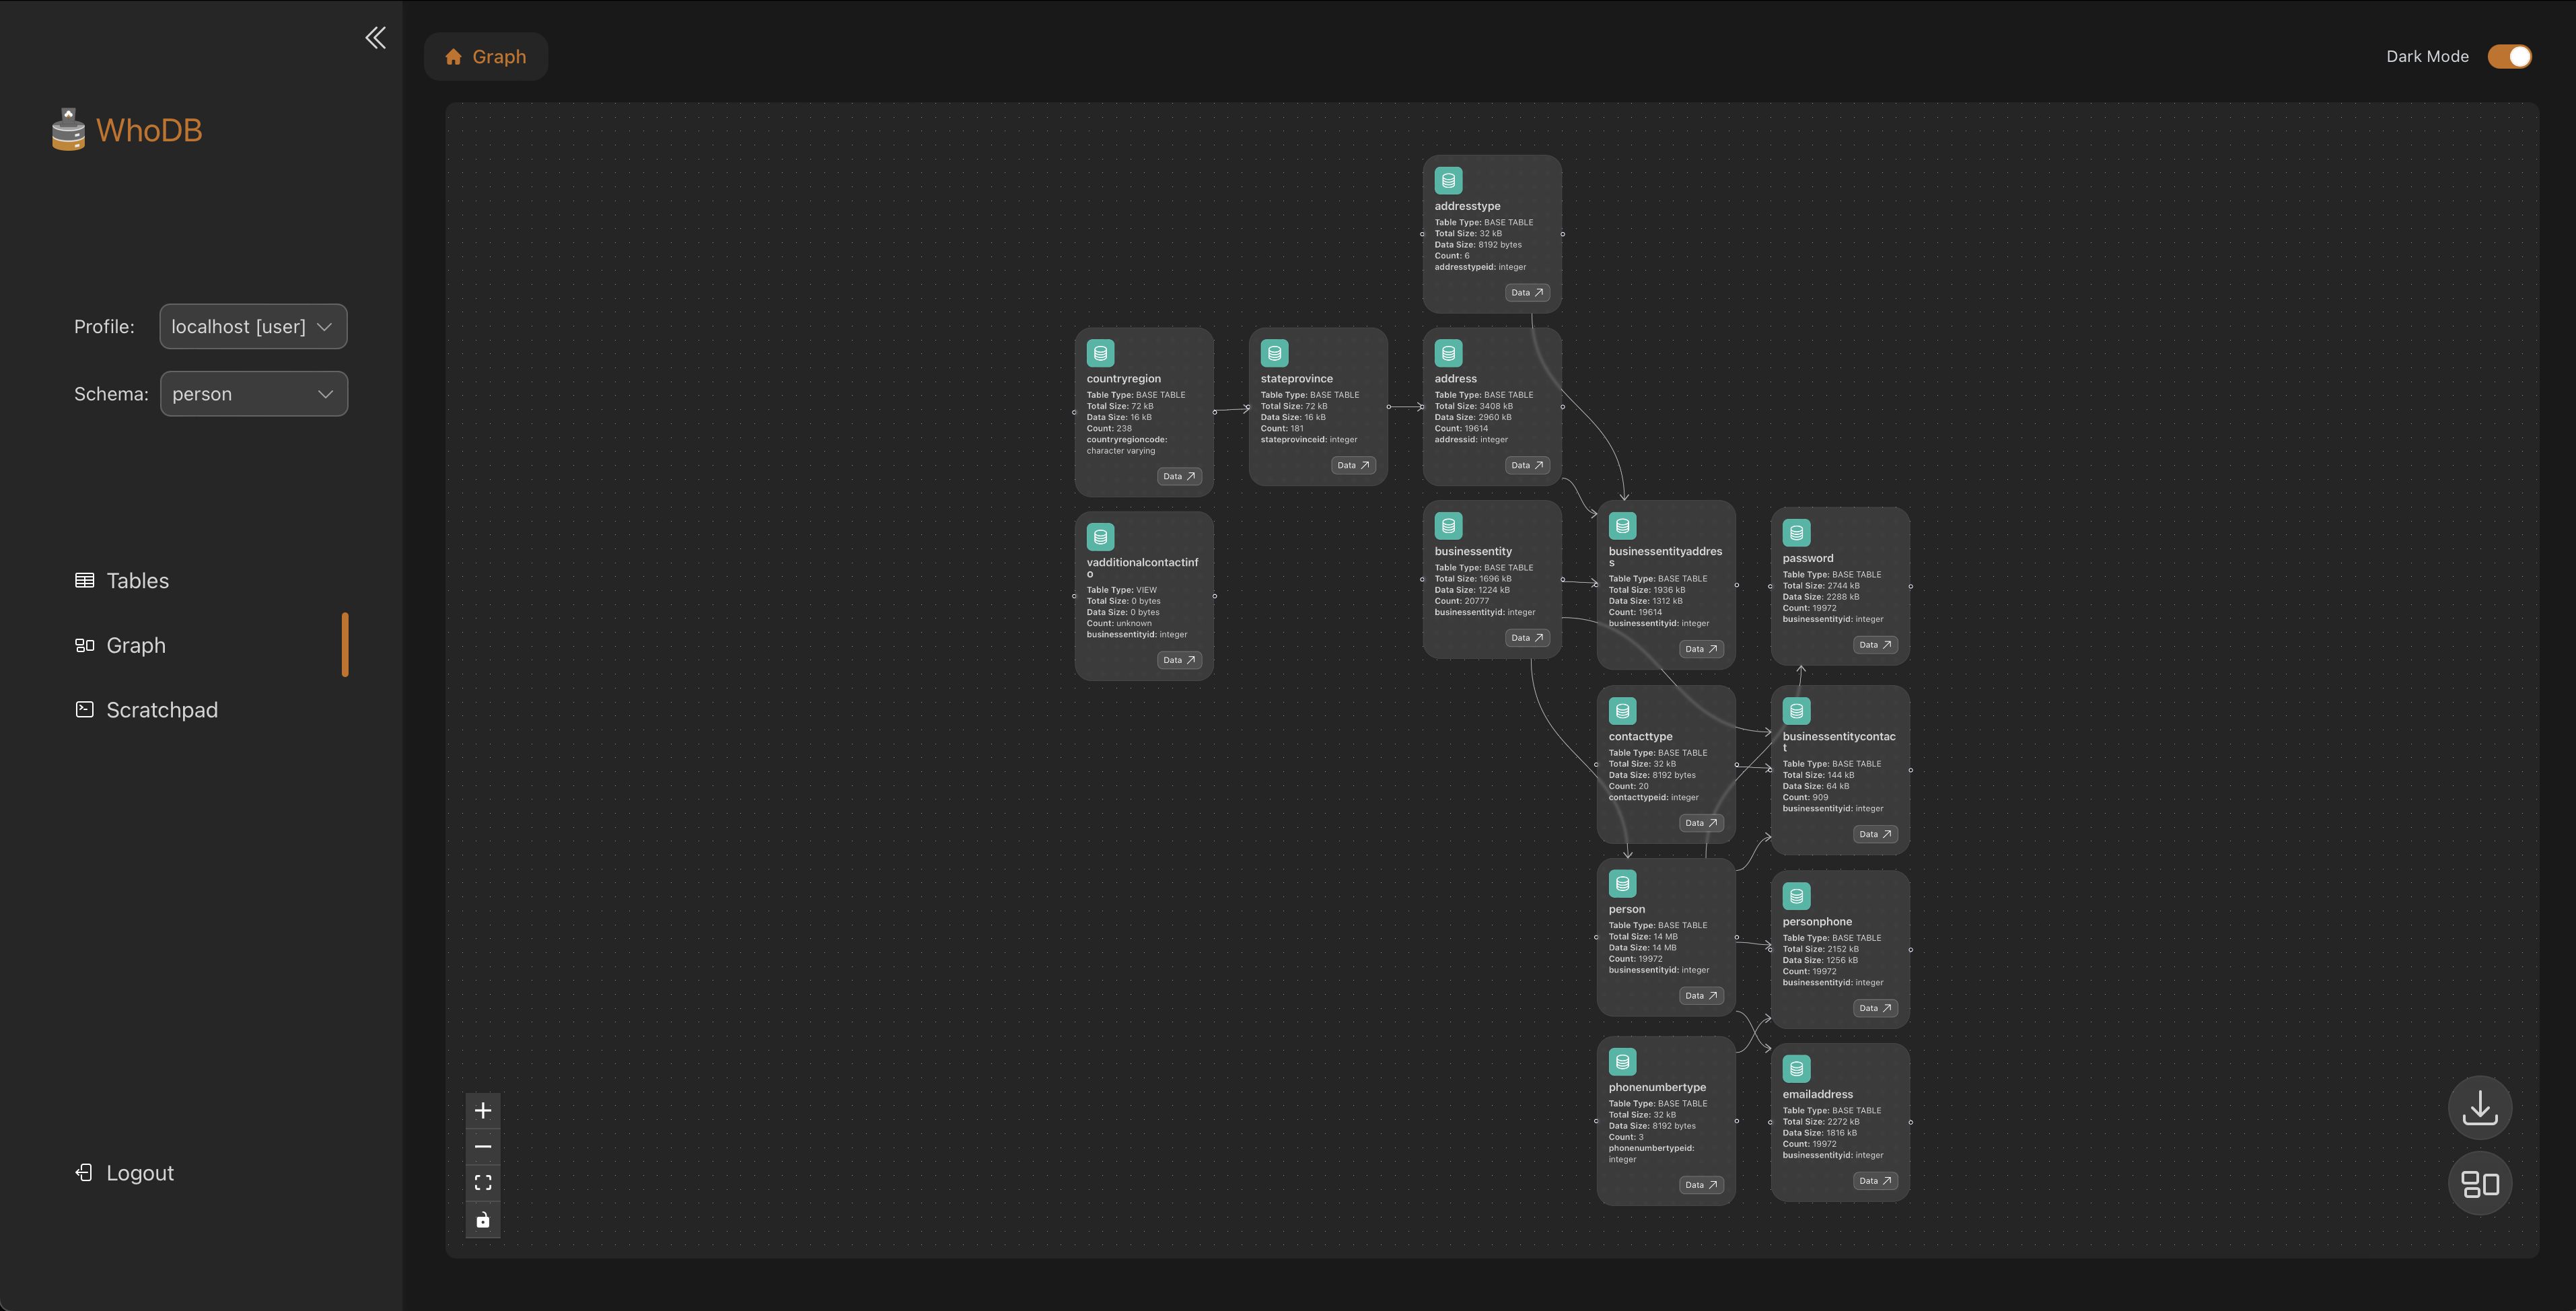 Graph
Dark Mode
WhoDB
Profile:
localhost [user]
Schema:
person
Tables
Graph
Scratchpad
Logout
addresstype
Table Type: BASE TABLE
Total Size: 32 kB
Data Size: 8192 bytes
Count: 6
addresstypeid: integer
Data
countryregion
Table Type: BASE TABLE
Total Size: 72 kB
Data Size: 16 kB
Count: 238
countryregioncode:
character varying
Data
stateprovince
Table Type: BASE TABLE
Total Size: 72 kB
Data Size: 16 kB
Count: 181
stateprovinceid: integer
Data
address
Table Type: BASE TABLE
Total Size: 3408 kB
Data Size: 2960 kB
Count: 19614
addressid: integer
Data
vadditionalcontactinf
o
Table Type: VIEW
Total Size: 0 bytes
Data Size: 0 bytes
Count: unknown
businessentityid: integer
Data
businessentity
Table Type: BASE TABLE
Total Size: 1696 kB
Data Size: 1224 kB
Count: 20777
businessentityid: integer
Data
businessentityaddres
s
Table Type: BASE TABLE
Total Size: 1936 kB
Data Size: 1312 kB
Count: 19614
businessentityid: integer
Data
password
Table Type: BASE TABLE
Total Size: 2744 kB
Data Size: 2288 kB
Count: 19972
businessentityid: integer
Data
contacttype
Table Type: BASE TABLE
Total Size: 32 kB
Data Size: 8192 bytes
Count: 20
contacttypeid: integer
Data
businessentitycontac
t
Table Type: BASE TABLE
Total Size: 144 kB
Data Size: 64 kB
Count: 909
businessentityid: integer
Data
person
Table Type: BASE TABLE
Total Size: 14 MB
Data Size: 14 MB
Count: 19972
businessentityid: integer
Data
personphone
Table Type: BASE TABLE
Total Size: 2152 kB
Data Size: 1256 kB
Count: 19972
businessentityid: integer
Data
phonenumbertype
Table Type: BASE TABLE
Total Size: 32 kB
Data Size: 8192 bytes
Count: 3
phonenumbertypeid:
integer
Data
emailaddress
Table Type: BASE TABLE
Total Size: 2272 kB
Data Size: 1816 kB
Count: 19972
businessentityid: integer
Data